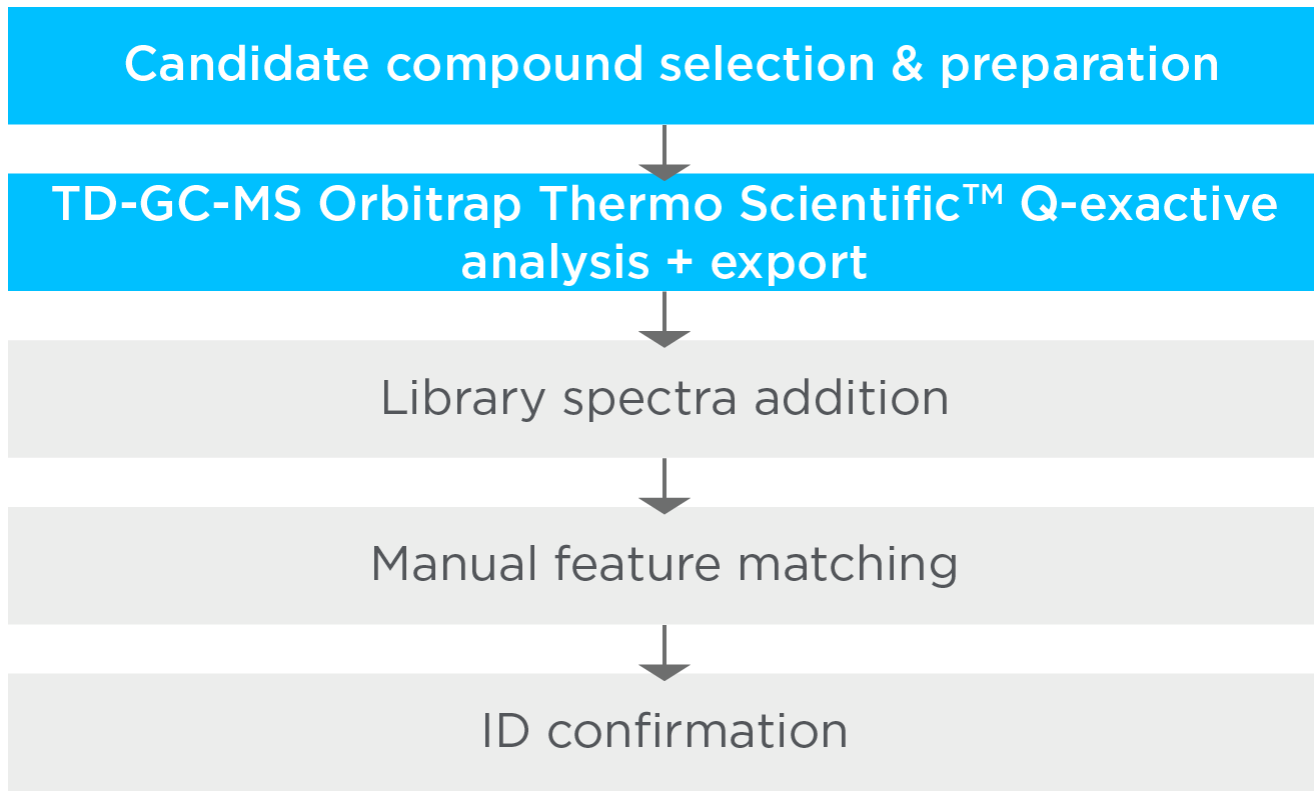 Candidate compound selection & preparation
TD-GC-MS Orbitrap Thermo Scientific™ Q-exactive
analysis + export
Library spectra addition
Manual feature matching
ID confirmation